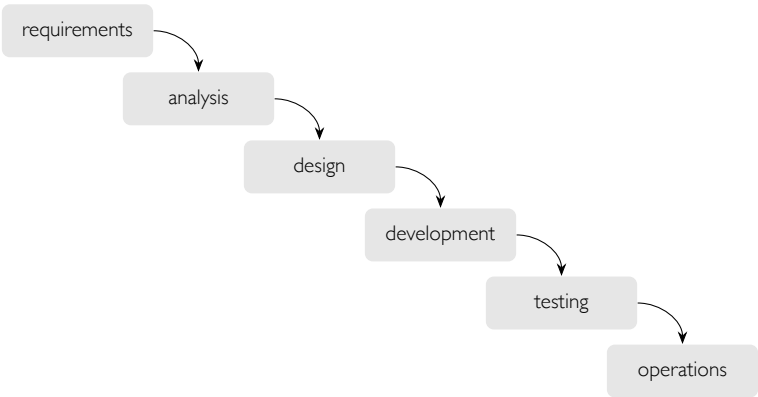 requirements
analysis
design
development
testing
operations